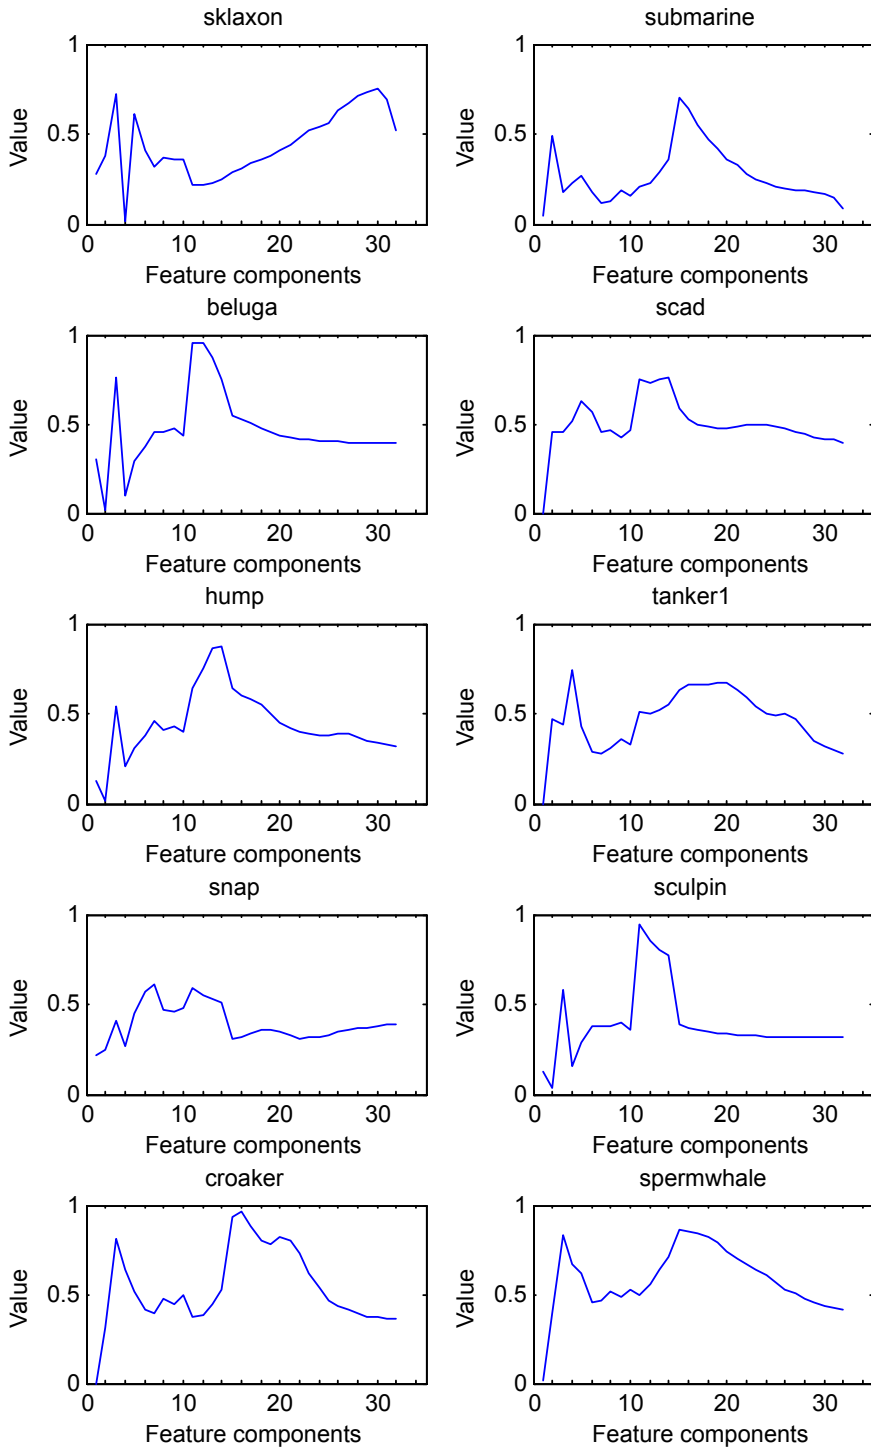 sklaxon
1
0.5
0
Value
0 10 20 30
Feature components
submarine
1
0.5
0
Value
0 10 20 30
Feature components
beluga
1
0.5
0
Value
0 10 20 30
Feature components
scad
1
0.5
0
Value
0 10 20 30
Feature components
hump
1
0.5
0
Value
0 10 20 30
Feature components
tanker1
1
0.5
0
Value
0 10 20 30
Feature components
snap
1
0.5
0
Value
0 10 20 30
Feature components
sculpin
1
0.5
0
Value
0 10 20 30
Feature components
croaker
1
0.5
0
Value
0 10 20 30
Feature components
spermwhale
1
0.5
0
Value
0 10 20 30
Feature components